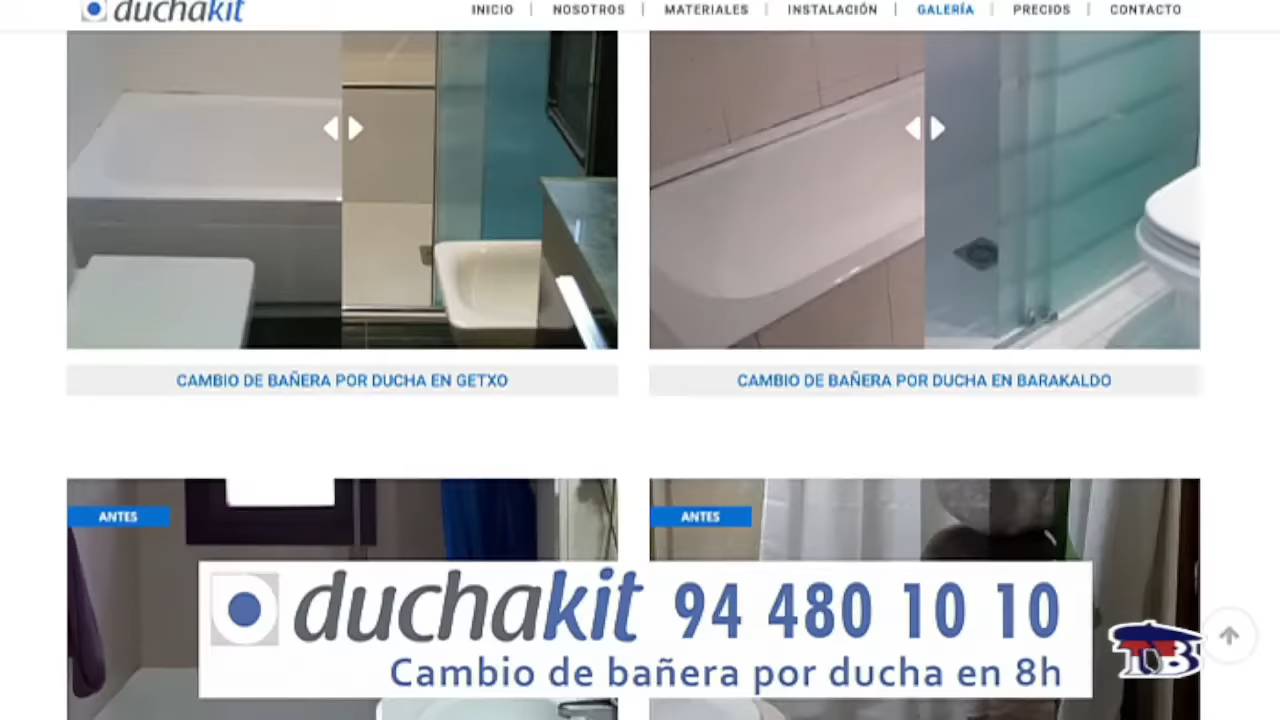 duchakit
INICIO | NOSOTROS | MATERIALES | INSTALACIÓN | GALERÍA | PRECIOS | CONTACTO
CAMBIO DE BAÑERA POR DUCHA EN GETXO
CAMBIO DE BAÑERA POR DUCHA EN BARAKALDO
ANTES
ANTES
duchakit 94 480 10 10
Cambio de bañera por ducha en 8h
TB